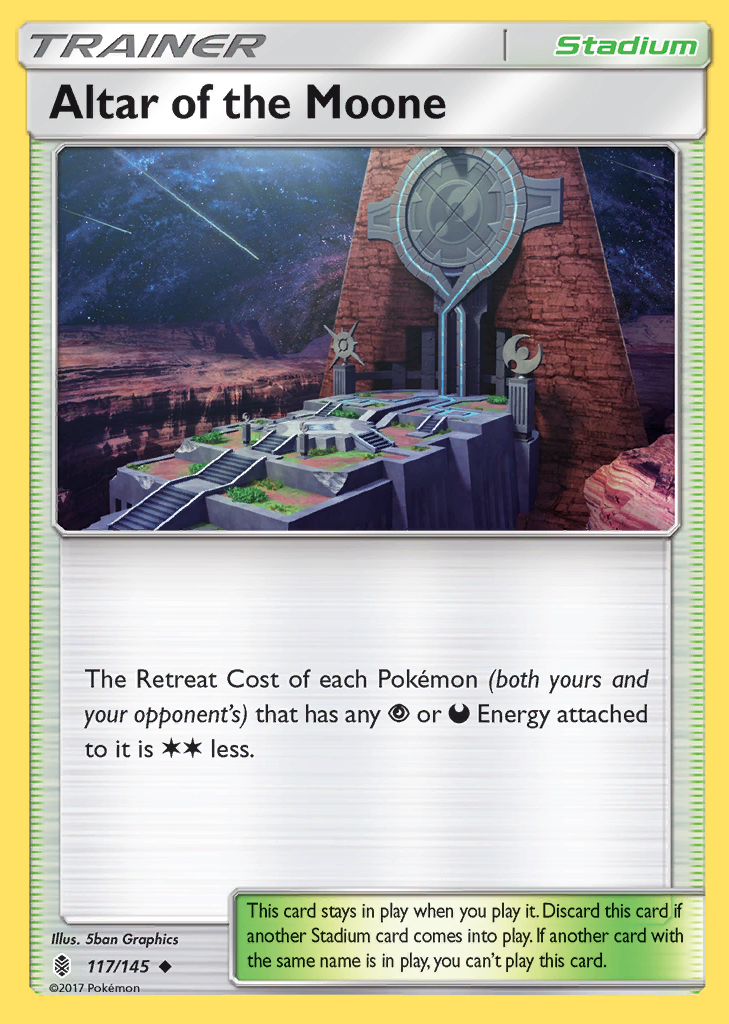 TRAINER
Stadium
Altar of the Moone
The Retreat Cost of each Pokémon (both yours and
your opponent's) that has any or Energy attached
to it is less.
This card stays in play when you play it. Discard this card if
another Stadium card comes into play. If another card with
the same name is in play, you can't play this card.
Illus. 5ban Graphics
117/145
©2017 Pokémon